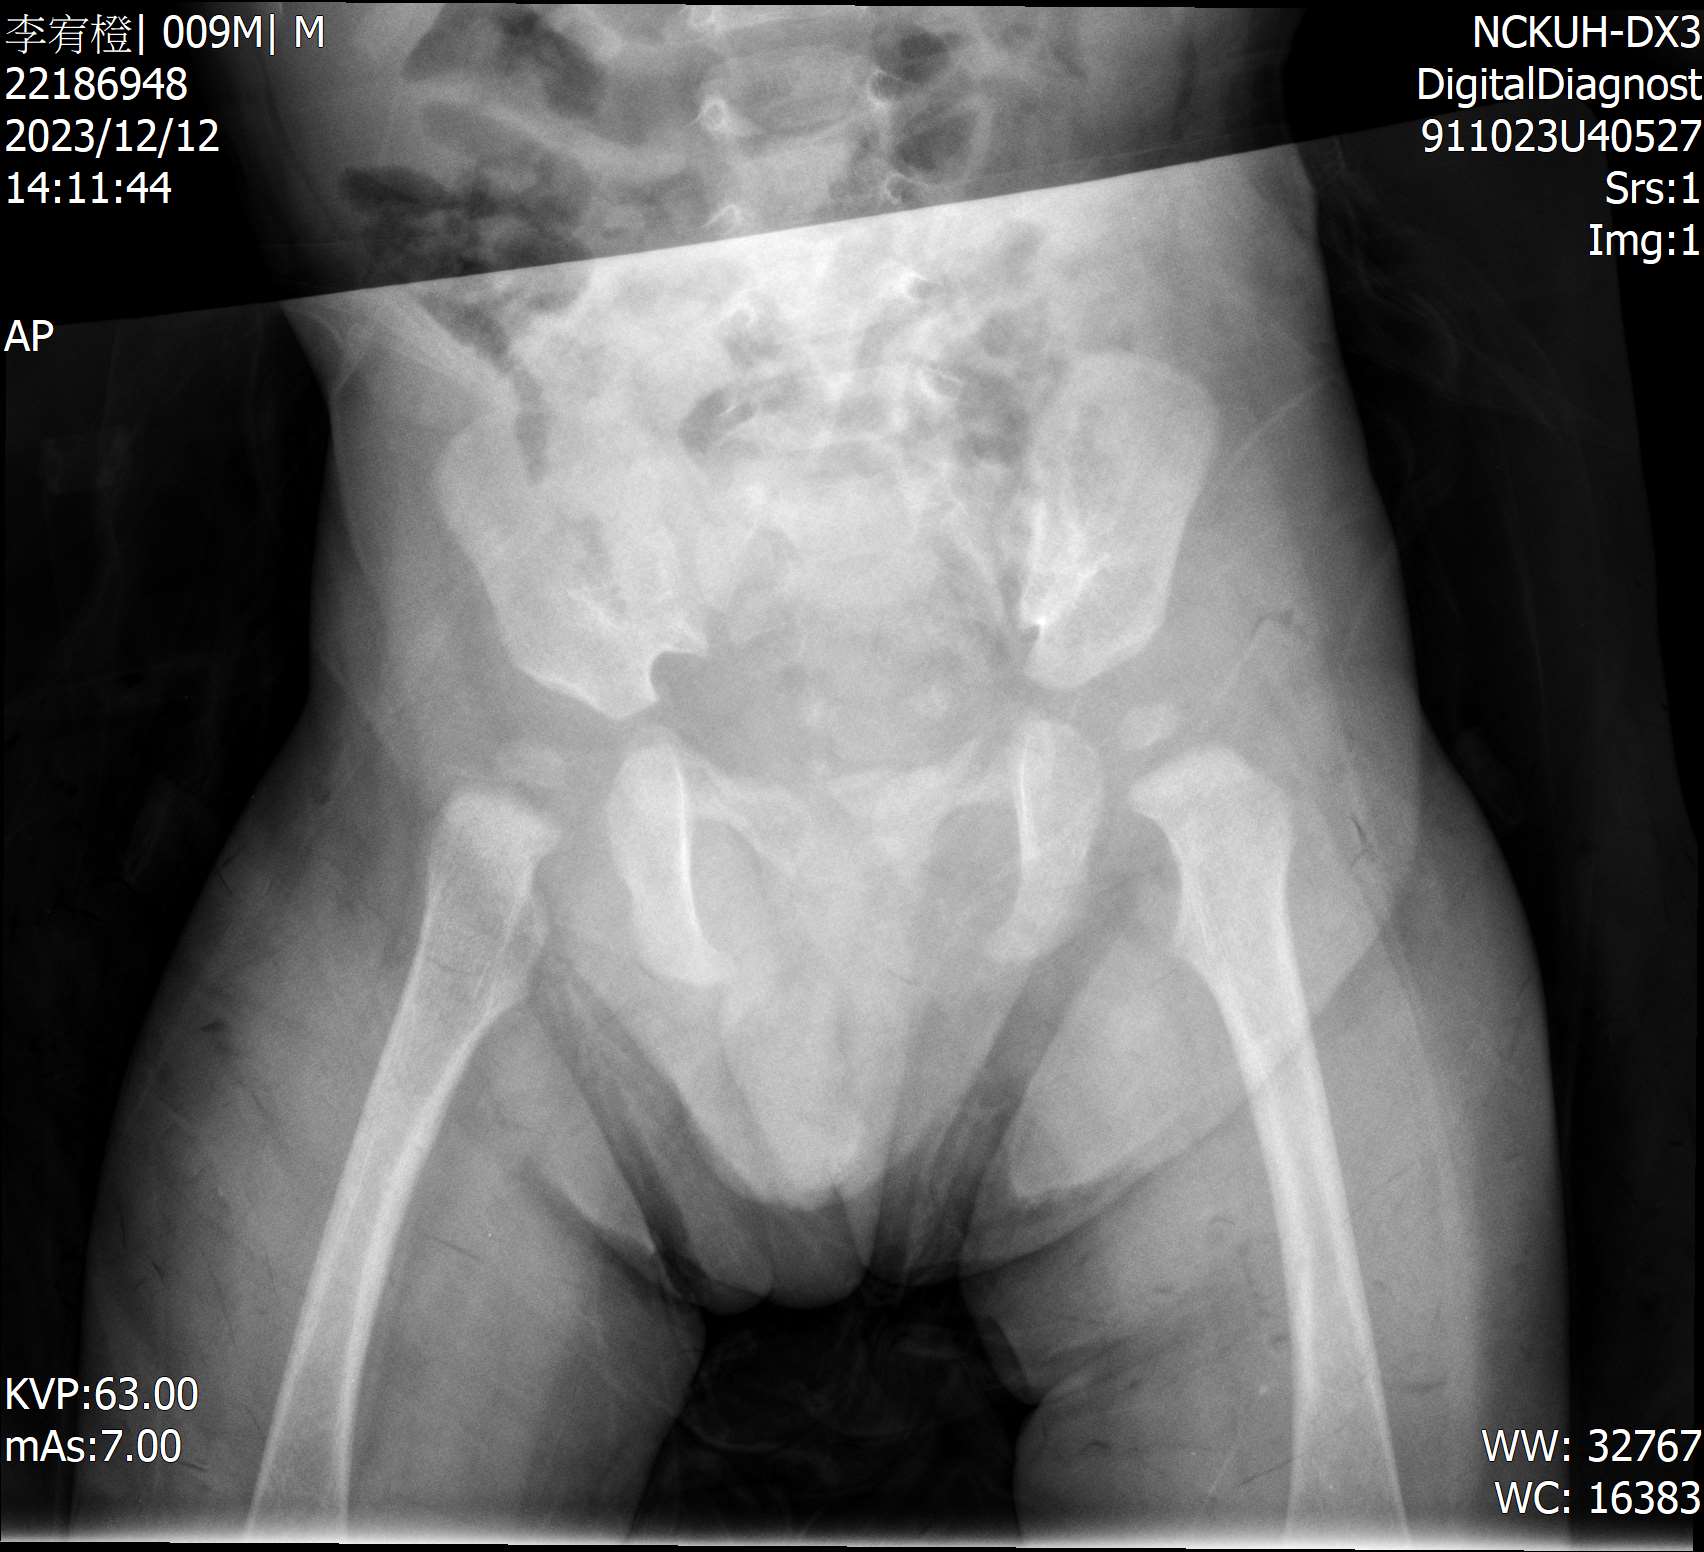 李宥橙| 009M| M
22186948
2023/12/12
14:11:44
NCKUH-DX3
DigitalDiagnost
911023U40527
Srs:1
Img:1
AP
KVP:63.00
mAs:7.00
WW: 32767
WC: 16383